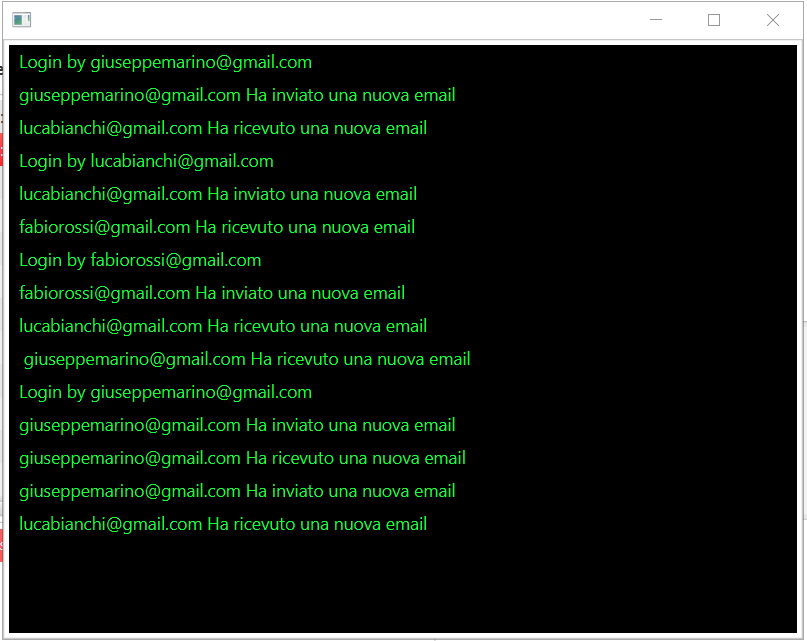 Login by giuseppemarino@gmail.com
giuseppemarino@gmail.com Ha inviato una nuova email
lucabianchi@gmail.com Ha ricevuto una nuova email
Login by lucabianchi@gmail.com
lucabianchi@gmail.com Ha inviato una nuova email
fabiorossi@gmail.com Ha ricevuto una nuova email
Login by fabiorossi@gmail.com
fabiorossi@gmail.com Ha inviato una nuova email
lucabianchi@gmail.com Ha ricevuto una nuova email
giuseppemarino@gmail.com Ha ricevuto una nuova email
Login by giuseppemarino@gmail.com
giuseppemarino@gmail.com Ha inviato una nuova email
giuseppemarino@gmail.com Ha ricevuto una nuova email
giuseppemarino@gmail.com Ha inviato una nuova email
lucabianchi@gmail.com Ha ricevuto una nuova email